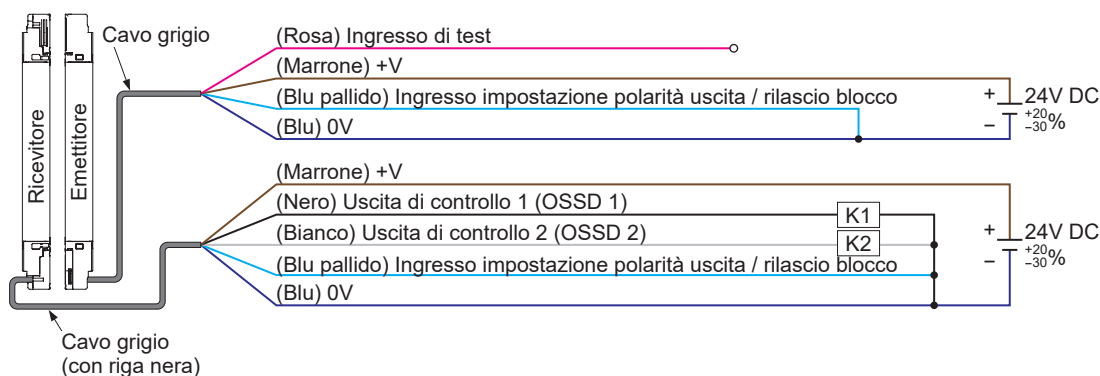 Cavo grigio
(Rosa) Ingresso di test
(Marrone) +V
(Blu pallido) Ingresso impostazione polarità uscita / rilascio blocco
(Blu) 0V
+
−
24V DC
+20
−30%
Ricevitore
Emettitore
(Marrone) +V
(Nero) Uscita di controllo 1 (OSSD 1)
K1
(Bianco) Uscita di controllo 2 (OSSD 2)
K2
(Blu pallido) Ingresso impostazione polarità uscita / rilascio blocco
(Blu) 0V
+
−
24V DC
+20
−30%
Cavo grigio
(con riga nera)